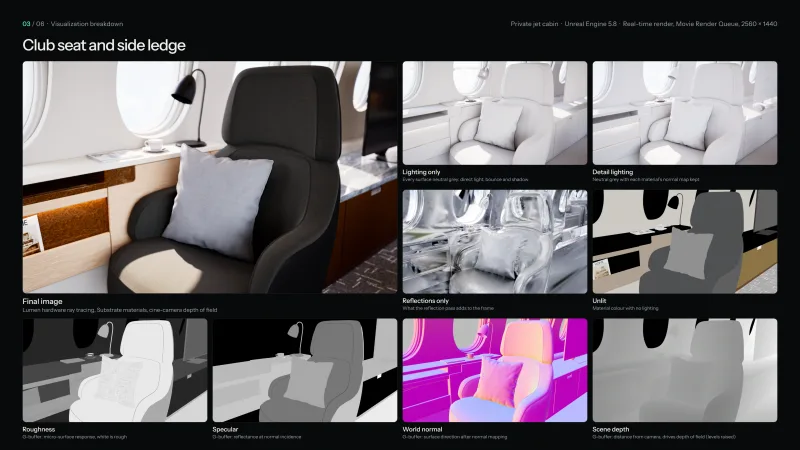 03 / 06 · Visualization breakdown
Private jet cabin · Unreal Engine 5.8 · Real-time render, Movie Render Queue, 2560 × 1440
Club seat and side ledge
Lighting only
Every surface neutral grey: direct light, bounce and shadow
Detail lighting
Neutral grey with each material's normal map kept
Final image
Lumen hardware ray tracing, Substrate materials, cine-camera depth of field
Reflections only
What the reflection pass adds to the frame
Unlit
Material colour with no lighting
Roughness
G-buffer: micro-surface response, white is rough
Specular
G-buffer: reflectance at normal incidence
World normal
G-buffer: surface direction after normal mapping
Scene depth
G-buffer: distance from camera, drives depth of field (levels raised)